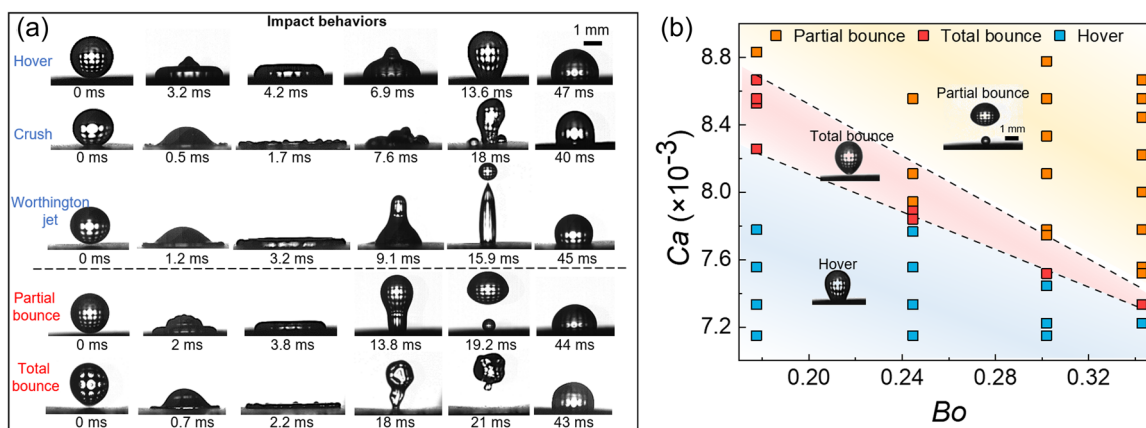 (a)
Impact behaviors
1 mm
Hover
0 ms 3.2 ms 4.2 ms 6.9 ms 13.6 ms 47 ms
Crush
0 ms 0.5 ms 1.7 ms 7.6 ms 18 ms 40 ms
Worthington
jet
0 ms 1.2 ms 3.2 ms 9.1 ms 15.9 ms 45 ms
Partial
bounce
0 ms 2 ms 3.8 ms 13.8 ms 19.2 ms 44 ms
Total
bounce
0 ms 0.7 ms 2.2 ms 18 ms 21 ms 43 ms
(b)
Partial bounce Total bounce Hover
8.8
8.4
8.0
7.6
7.2
Ca (×10⁻³)
Partial bounce
1 mm
Total bounce
Hover
0.20 0.24 0.28 0.32
Bo